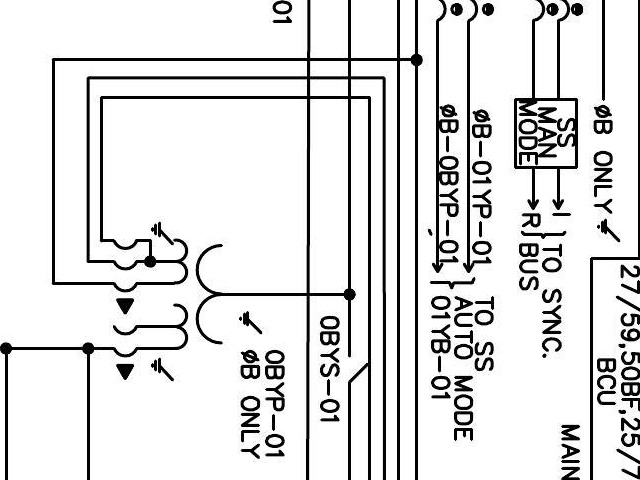 01
SS
MAN
MODE
ØB ONLY
ØB-01YP-01
ØB-0BYP-01
I
R
TO SYNC.
BUS
TO SS
AUTO MODE
01YB-01
27/59,50BF,25/7
BCU
MAIN
0BYS-01
0BYP-01
ØB ONLY